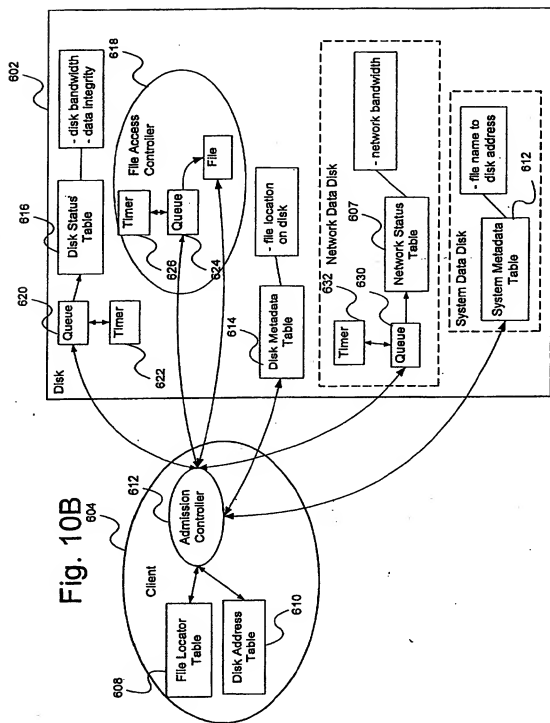 Fig. 10B
604
Client
608
File Locator
Table
Disk Address
Table
610
612
Admission
Controller
602
Disk
620
Queue
Timer
622
616
Disk Status
Table
- disk bandwidth
- data integrity
618
File Access
Controller
Timer
626
Queue
624
File
614
Disk Metadata
Table
- file location
on disk
Network Data Disk
632
Timer
630
Queue
607
Network Status
Table
- network bandwidth
System Data Disk
System Metadata
Table
- file name to
disk address
612